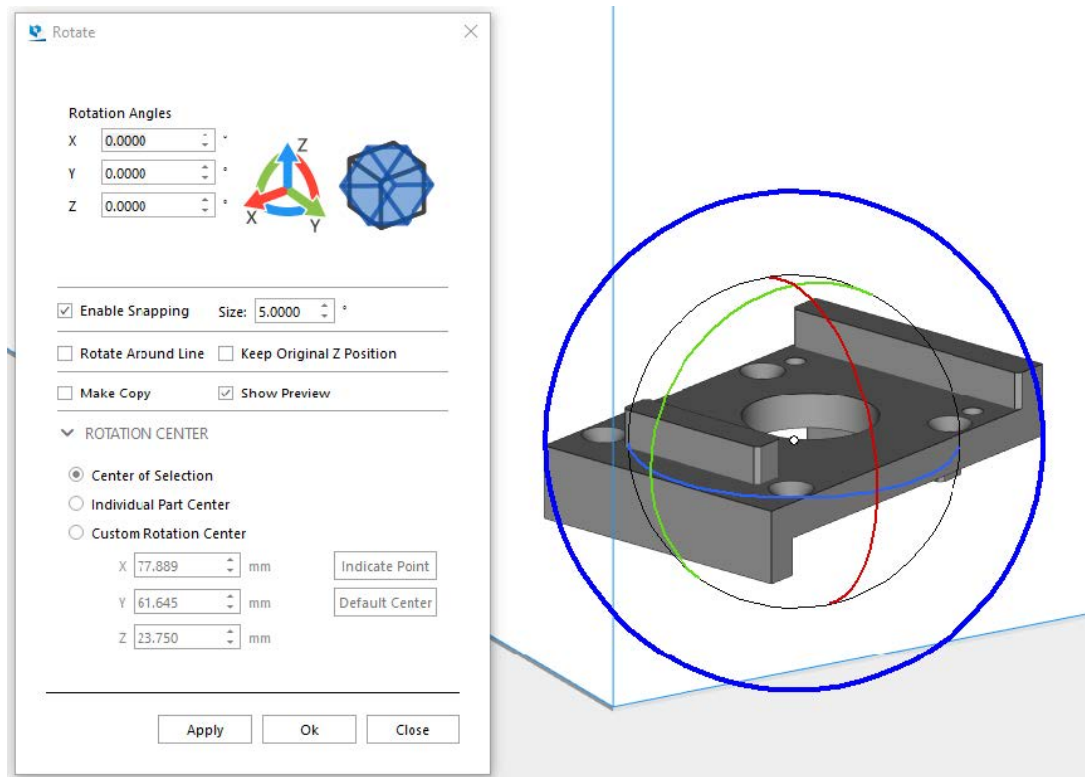 Rotate
Rotation Angles
X 0.0000 °
Y 0.0000 °
Z 0.0000 °
Z
X
Y
Enable Snapping Size: 5.0000 °
Rotate Around Line Keep Original Z Position
Make Copy Show Preview
ROTATION CENTER
Center of Selection
Individual Part Center
Custom Rotation Center
X 77.889 mm Indicate Point
Y 61.645 mm Default Center
Z 23.750 mm
Apply Ok Close